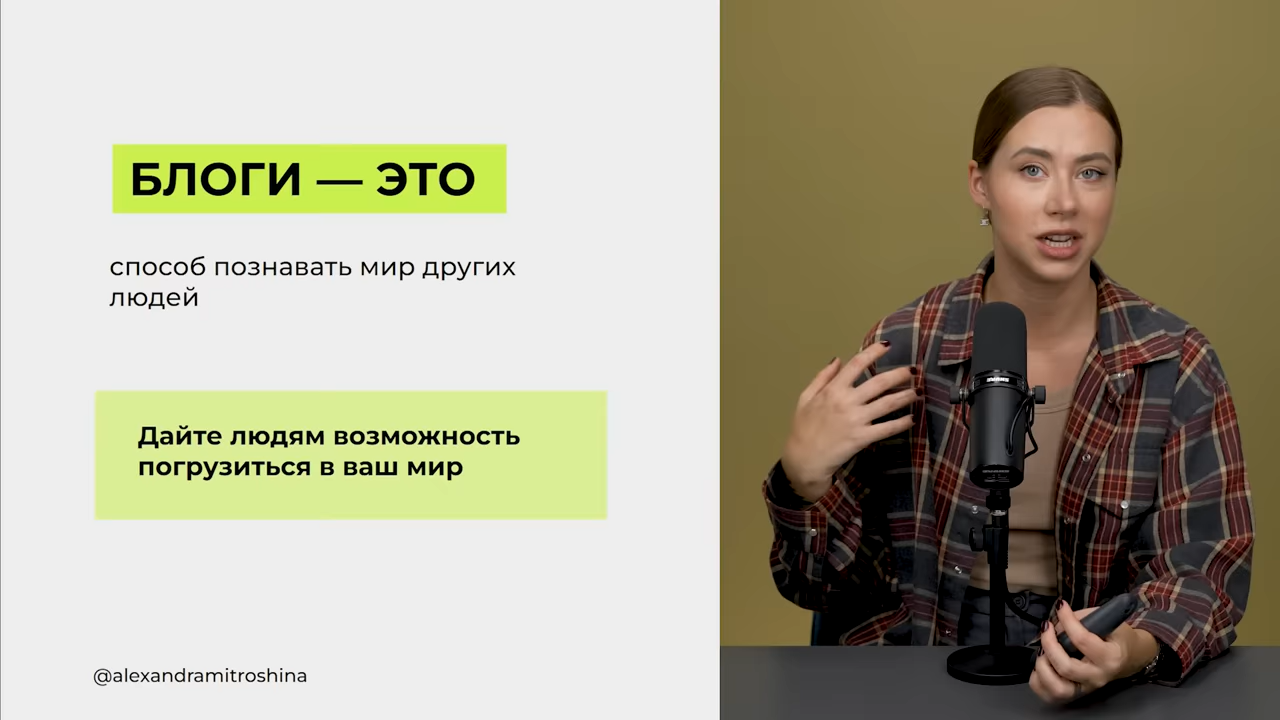 БЛОГИ — ЭТО
способ познавать мир других
людей
Дайте людям возможность
погрузиться в ваш мир
@alexandramitroshina